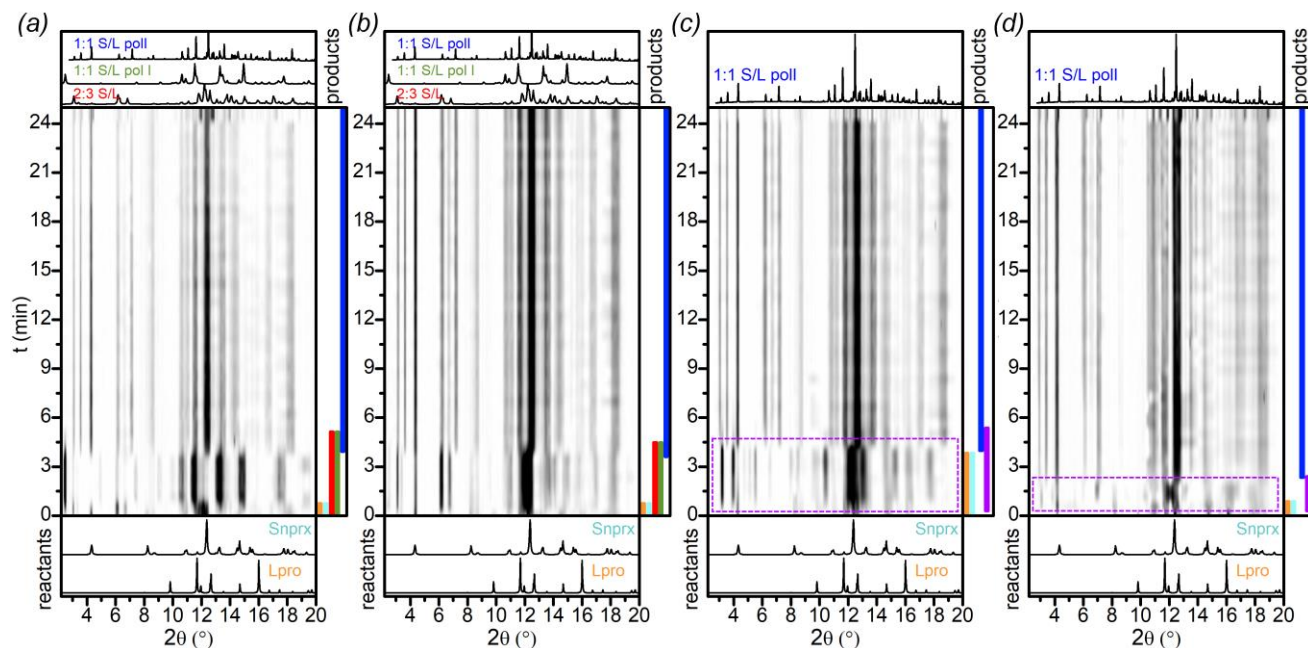 (a)
1:1 S/L polI
1:1 S/L pol I
2:3 S/L
products
24
21
18
15
12
9
6
3
0
t (min)
reactants
Snprx
Lpro
4 6 8 10 12 14 16 18 20
2θ (°)
(b)
1:1 S/L polI
1:1 S/L pol I
2:3 S/L
products
24
21
18
15
12
9
6
3
0
reactants
Snprx
Lpro
4 6 8 10 12 14 16 18 20
2θ (°)
(c)
1:1 S/L polI
products
24
21
18
15
12
9
6
3
0
reactants
Snprx
Lpro
4 6 8 10 12 14 16 18 20
2θ (°)
(d)
1:1 S/L polI
products
24
21
18
15
12
9
6
3
0
reactants
Snprx
Lpro
4 6 8 10 12 14 16 18 20
2θ (°)